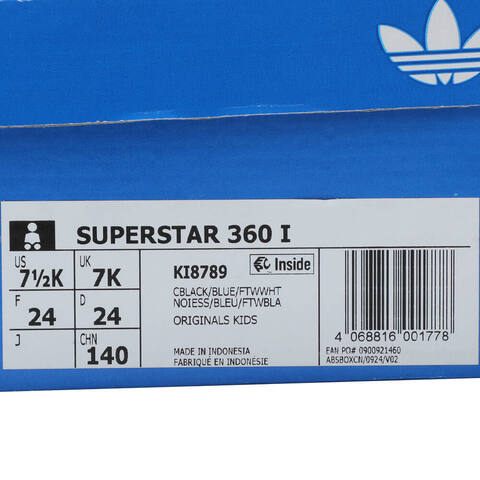 SUPERSTAR 360 I
US UK
7½K 7K
F D
24 24
J CHN
140
KI8789 Inside
CBLACK/BLUE/FTWWHT
NOIESS/BLEU/FTWBLA
ORIGINALS KIDS
MADE IN INDONESIA
FABRIQUÉ EN INDONÉSIE
4 068816 001778
EAN PO# 0900921460
ABSBOXCN/0924/V02